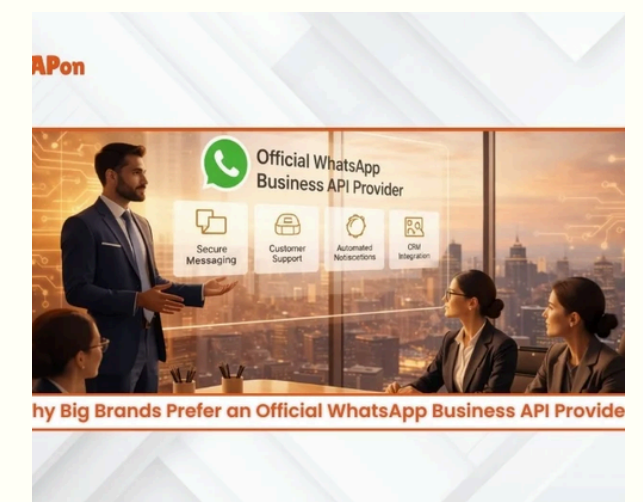 APon
Official WhatsApp
Business API Provider
Secure
Messaging
Customer
Support
Automated
Notiscetions
CRM
Integration
hy Big Brands Prefer an Official WhatsApp Business API Provide